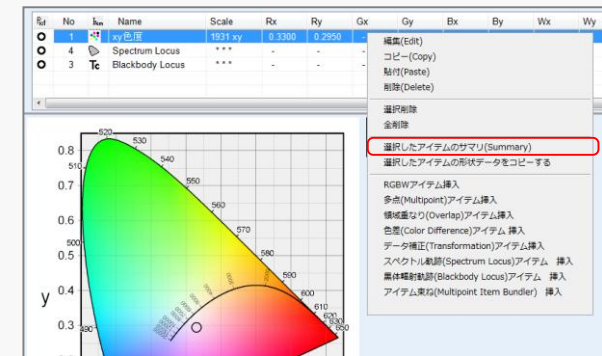 Ref No Item Name Scale Rx Ry Gx Gy Bx By Wx Wy
1 xy色度 1931 xy 0.3300 0.2950 -
4 Spectrum Locus *** - - -
3 Tc Blackbody Locus *** - - -
編集(Edit)
コピー(Copy)
貼付(Paste)
削除(Delete)
選択削除
全削除
選択したアイテムのサマリ(Summary)
選択したアイテムの形状データをコピーする
RGBWアイテム挿入
多点(Multipoint)アイテム挿入
領域重なり(Overlap)アイテム挿入
色差(Color Difference)アイテム 挿入
データ補正(Transformation)アイテム挿入
スペクトル軌跡(Spectrum Locus)アイテム 挿入
黒体輻射軌跡(Blackbody Locus)アイテム 挿入
アイテム束ね(Multipoint Item Bundler) 挿入
0.8
0.7
0.6
0.5
0.4
0.3
y
490
500
510
520
530
540
550
560
570
580
590
600
610
620
630
650